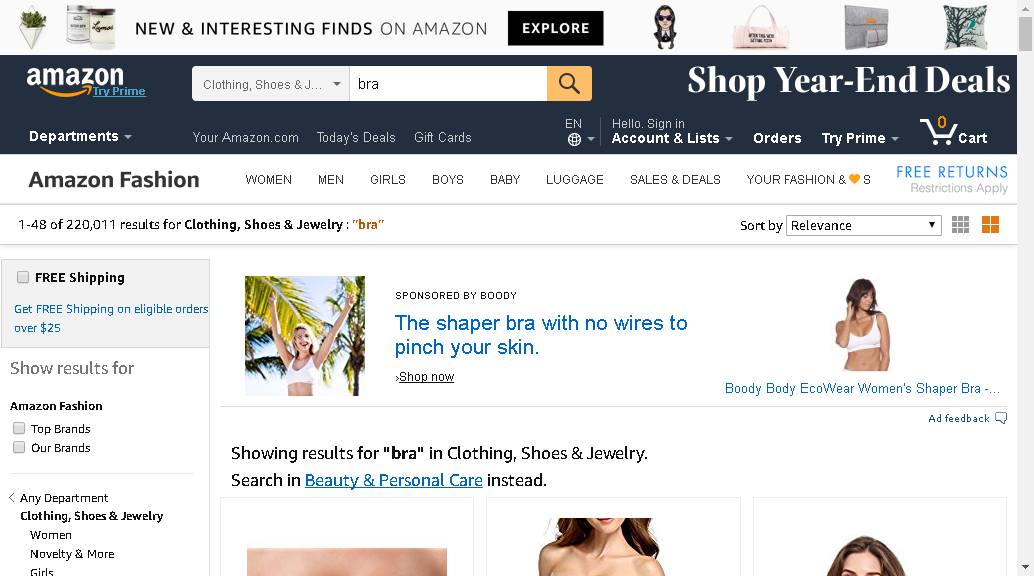 NEW & INTERESTING FINDS ON AMAZON
EXPLORE
amazon
Try Prime
Clothing, Shoes & J...
bra
Shop Year-End Deals
Departments
Your Amazon.com
Today's Deals
Gift Cards
EN
Hello. Sign in
Account & Lists
Orders
Try Prime
0
Cart
Amazon Fashion
WOMEN
MEN
GIRLS
BOYS
BABY
LUGGAGE
SALES & DEALS
YOUR FASHION & 🧡 S
FREE RETURNS
Restrictions Apply
1-48 of 220,011 results for Clothing, Shoes & Jewelry : "bra"
Sort by
Relevance
FREE Shipping
Get FREE Shipping on eligible orders
over $25
Show results for
Amazon Fashion
Top Brands
Our Brands
Any Department
Clothing, Shoes & Jewelry
Women
Novelty & More
Girls
SPONSORED BY BOODY
The shaper bra with no wires to
pinch your skin.
›Shop now
Boody Body EcoWear Women's Shaper Bra -...
Ad feedback
Showing results for "bra" in Clothing, Shoes & Jewelry.
Search in Beauty & Personal Care instead.